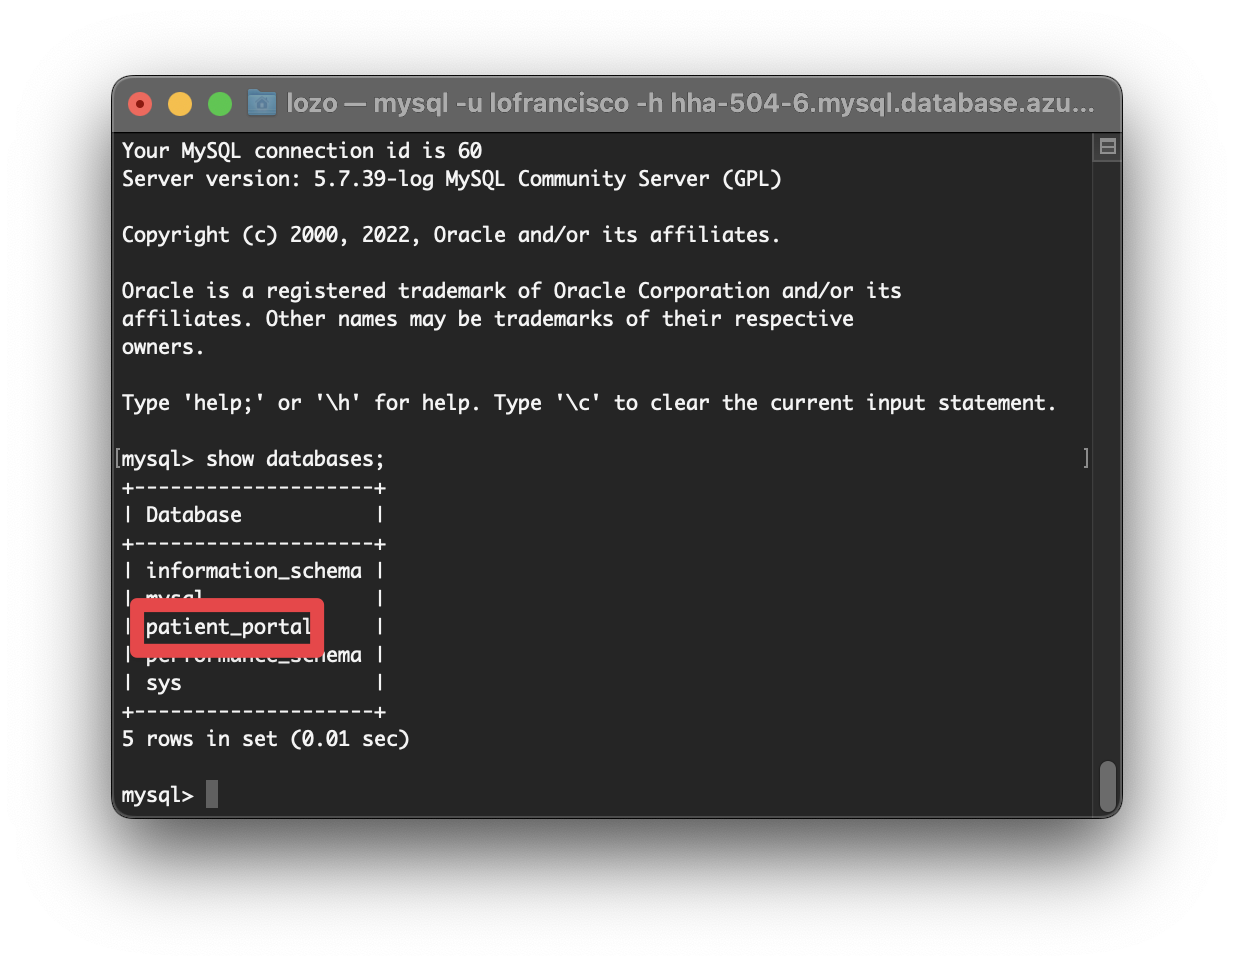 lozo — mysql -u lofrancisco -h hha-504-6.mysql.database.azu...
Your MySQL connection id is 60
Server version: 5.7.39-log MySQL Community Server (GPL)
Copyright (c) 2000, 2022, Oracle and/or its affiliates.
Oracle is a registered trademark of Oracle Corporation and/or its
affiliates. Other names may be trademarks of their respective
owners.
Type 'help;' or '\h' for help. Type '\c' to clear the current input statement.
[mysql> show databases; ]
+--------------------+
| Database           |
+--------------------+
| information_schema |
| mysql              |
| patient_portal     |
| performance_schema |
| sys                |
+--------------------+
5 rows in set (0.01 sec)
mysql>